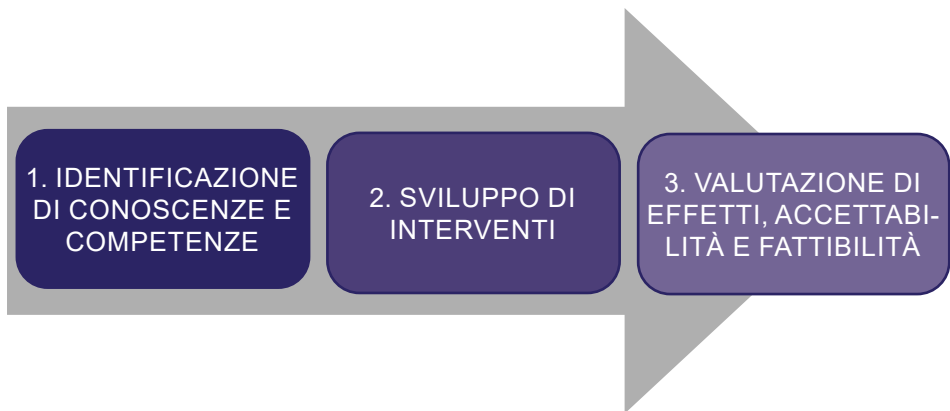 1. IDENTIFICAZIONE
DI CONOSCENZE E
COMPETENZE
2. SVILUPPO DI
INTERVENTI
3. VALUTAZIONE DI
EFFETTI, ACCETTABI-
LITÀ E FATTIBILITÀ